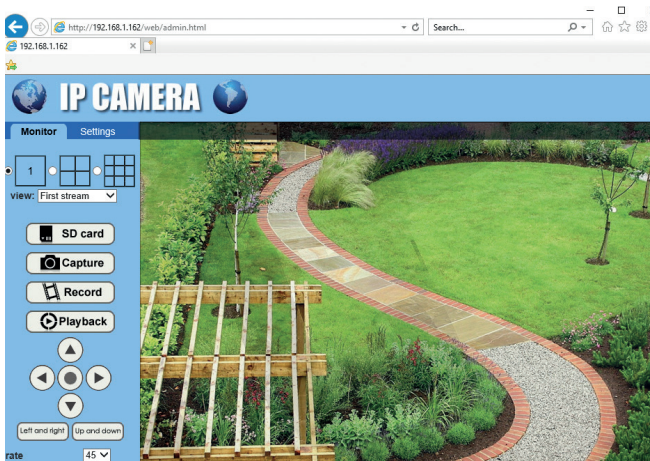 http://192.168.1.162/web/admin.html
Search...
192.168.1.162
IP CAMERA
Monitor Settings
1
view: First stream
SD card
Capture
Record
Playback
Left and right Up and down
rate 45